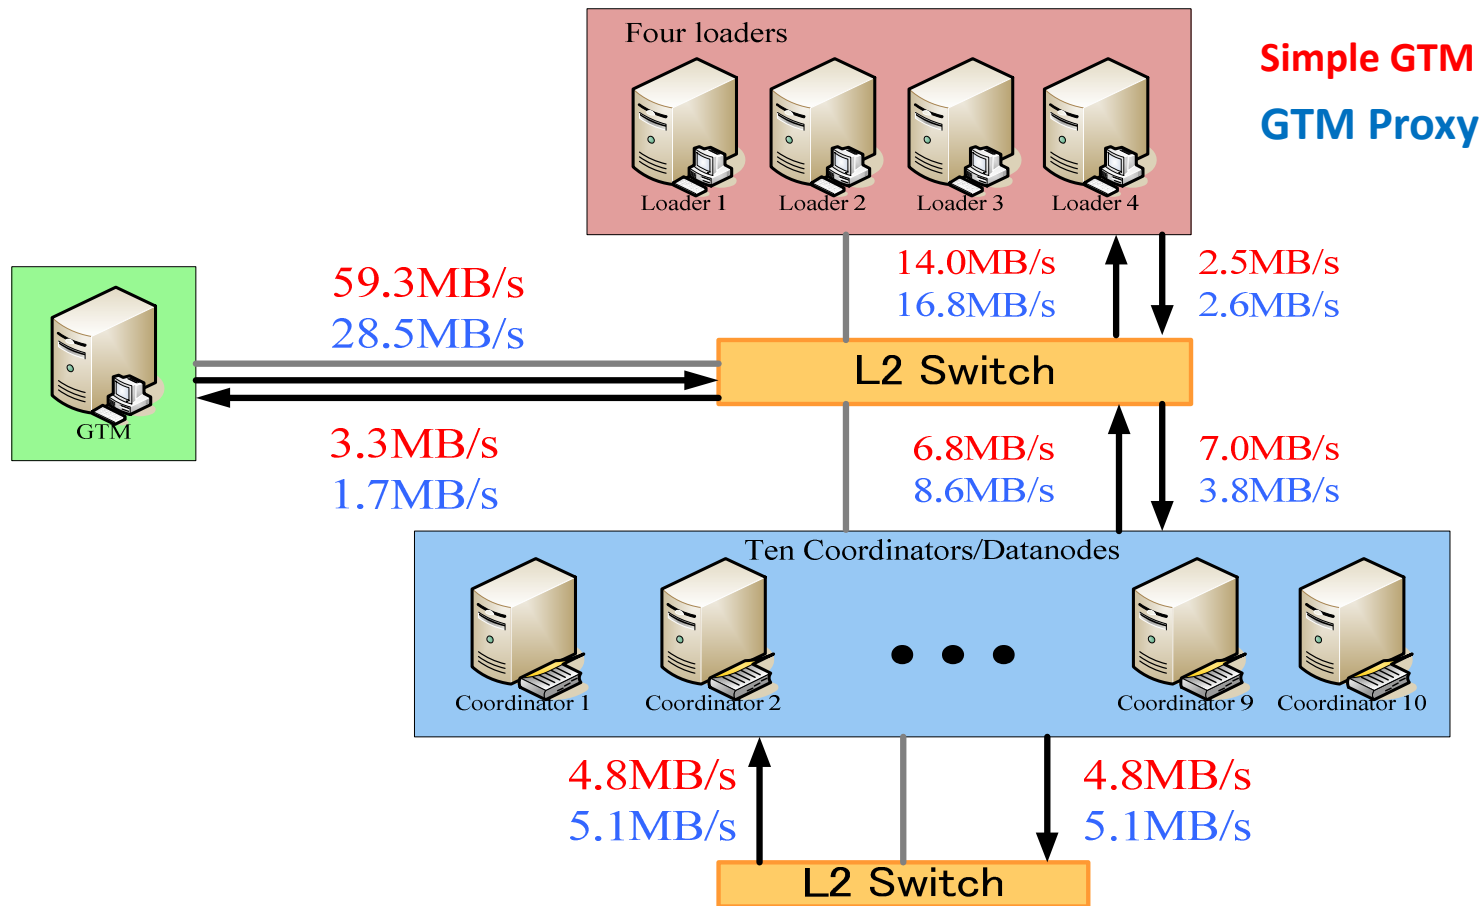 Four loaders
Simple GTM
GTM Proxy
Loader 1
Loader 2
Loader 3
Loader 4
14.0MB/s
16.8MB/s
2.5MB/s
2.6MB/s
59.3MB/s
28.5MB/s
L2 Switch
GTM
3.3MB/s
1.7MB/s
6.8MB/s
8.6MB/s
7.0MB/s
3.8MB/s
Ten Coordinators/Datanodes
Coordinator 1
Coordinator 2
Coordinator 9
Coordinator 10
4.8MB/s
5.1MB/s
4.8MB/s
5.1MB/s
L2 Switch